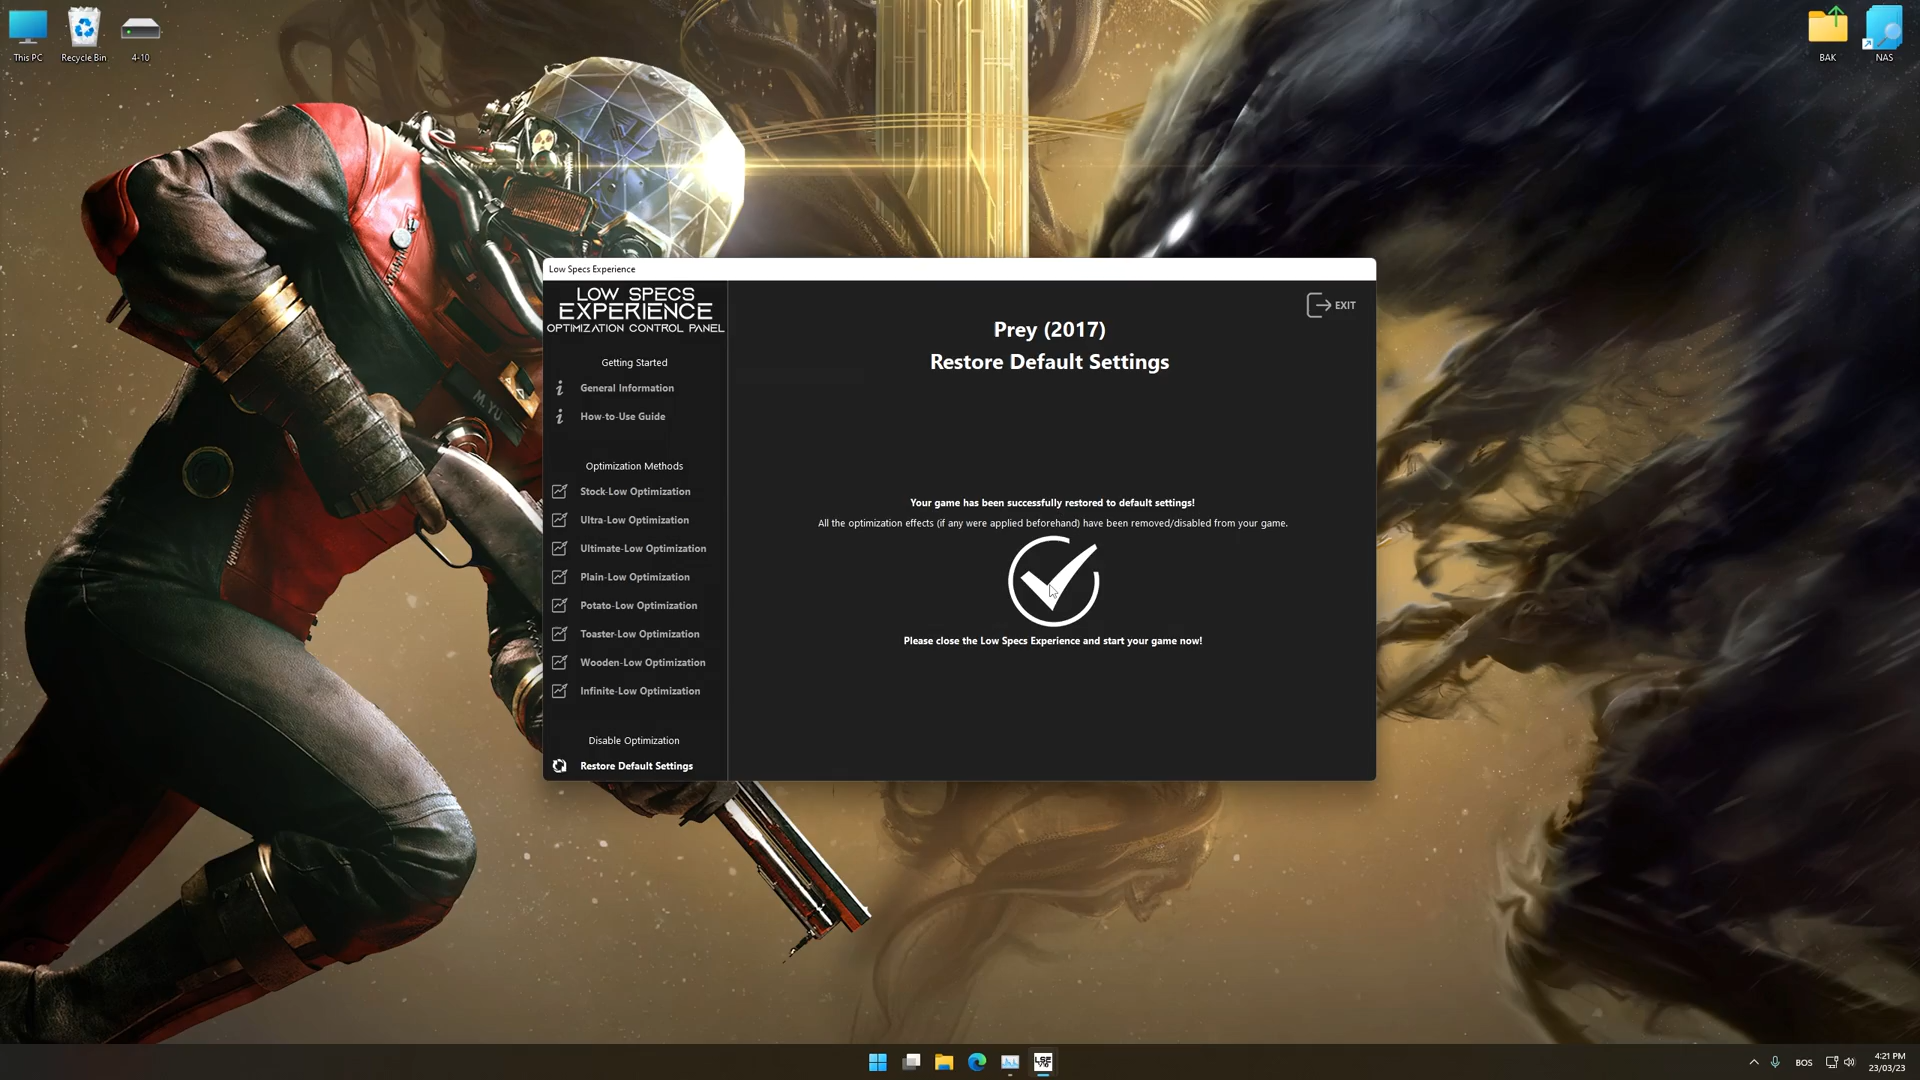 This PC
Recycle Bin
4-10
BAK
NAS
M.YU
Low Specs Experience
LOW SPECS
EXPERIENCE
OPTIMIZATION CONTROL PANEL
Getting Started
General Information
How-to-Use Guide
Optimization Methods
Stock-Low Optimization
Ultra-Low Optimization
Ultimate-Low Optimization
Plain-Low Optimization
Potato-Low Optimization
Toaster-Low Optimization
Wooden-Low Optimization
Infinite-Low Optimization
Disable Optimization
Restore Default Settings
EXIT
Prey (2017)
Restore Default Settings
Your game has been successfully restored to default settings!
All the optimization effects (if any were applied beforehand) have been removed/disabled from your game.
Please close the Low Specs Experience and start your game now!
LSE
BOS
4:21 PM
23/03/23